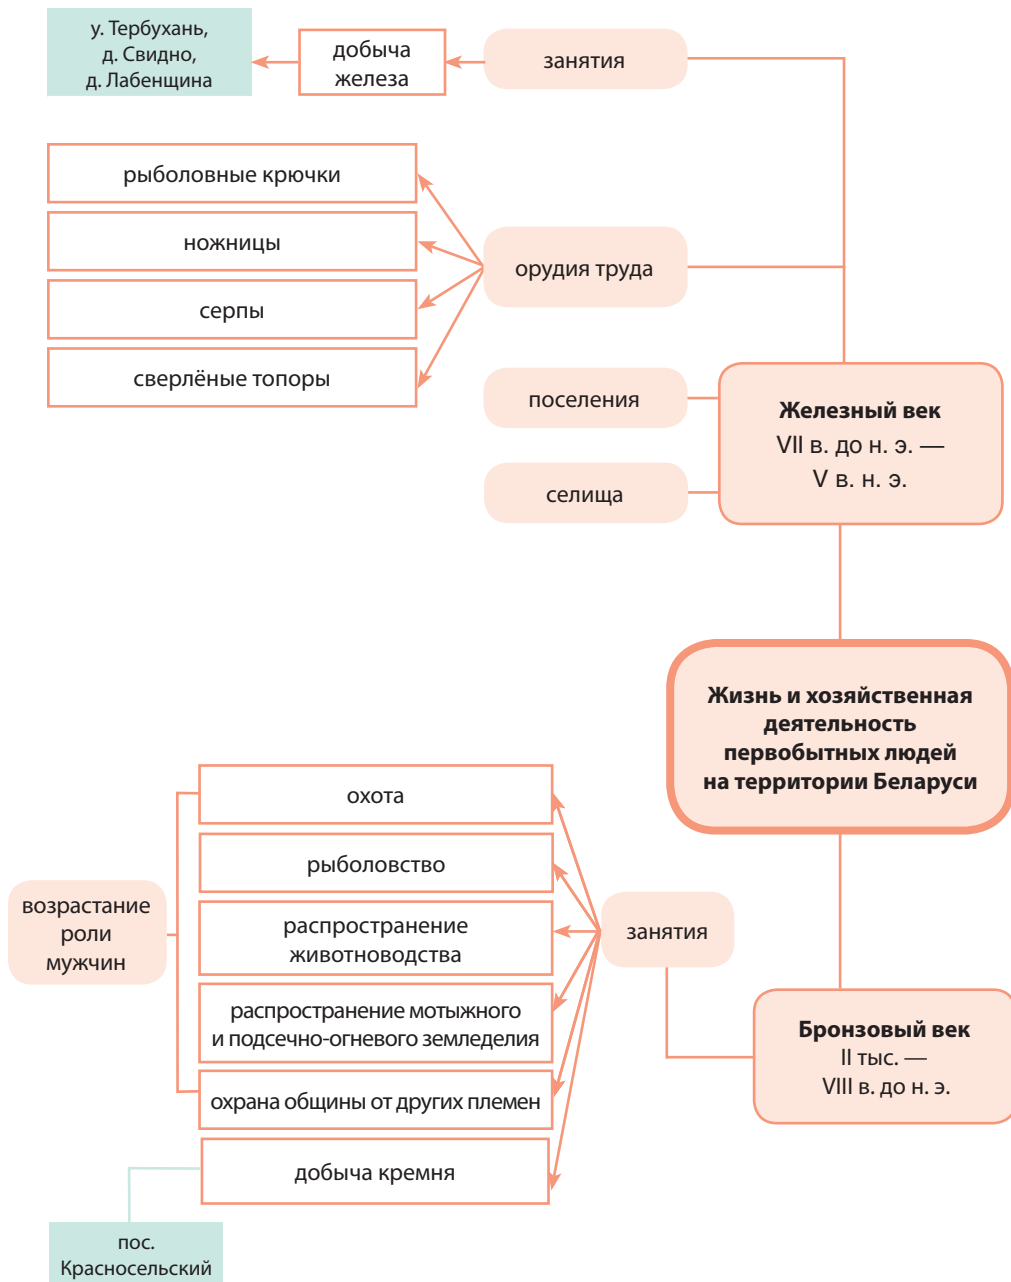 у. Тербухань,
д. Свидно,
д. Лабенщина
добыча
железа
занятия
рыболовные крючки
ножницы
серпы
сверлёные топоры
орудия труда
поселения
селища
Железный век
VII в. до н. э. —
V в. н. э.
Жизнь и хозяйственная
деятельность
первобытных людей
на территории Беларуси
возрастание
роли
мужчин
охота
рыболовство
распространение
животноводства
распространение мотыжного
и подсечно-огневого земледелия
охрана общины от других племен
добыча кремня
занятия
Бронзовый век
II тыс. —
VIII в. до н. э.
пос.
Красносельский